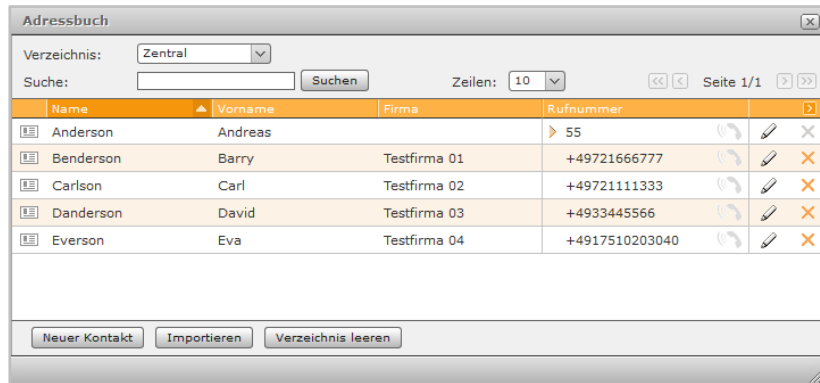 Adressbuch
Verzeichnis: Zentral
Suche: Suchen Zeilen: 10 Seite 1/1
Name Vorname Firma Rufnummer
Anderson Andreas 55
Benderson Barry Testfirma 01 +49721666777
Carlson Carl Testfirma 02 +49721111333
Danderson David Testfirma 03 +4933445566
Everson Eva Testfirma 04 +4917510203040
Neuer Kontakt Importieren Verzeichnis leeren